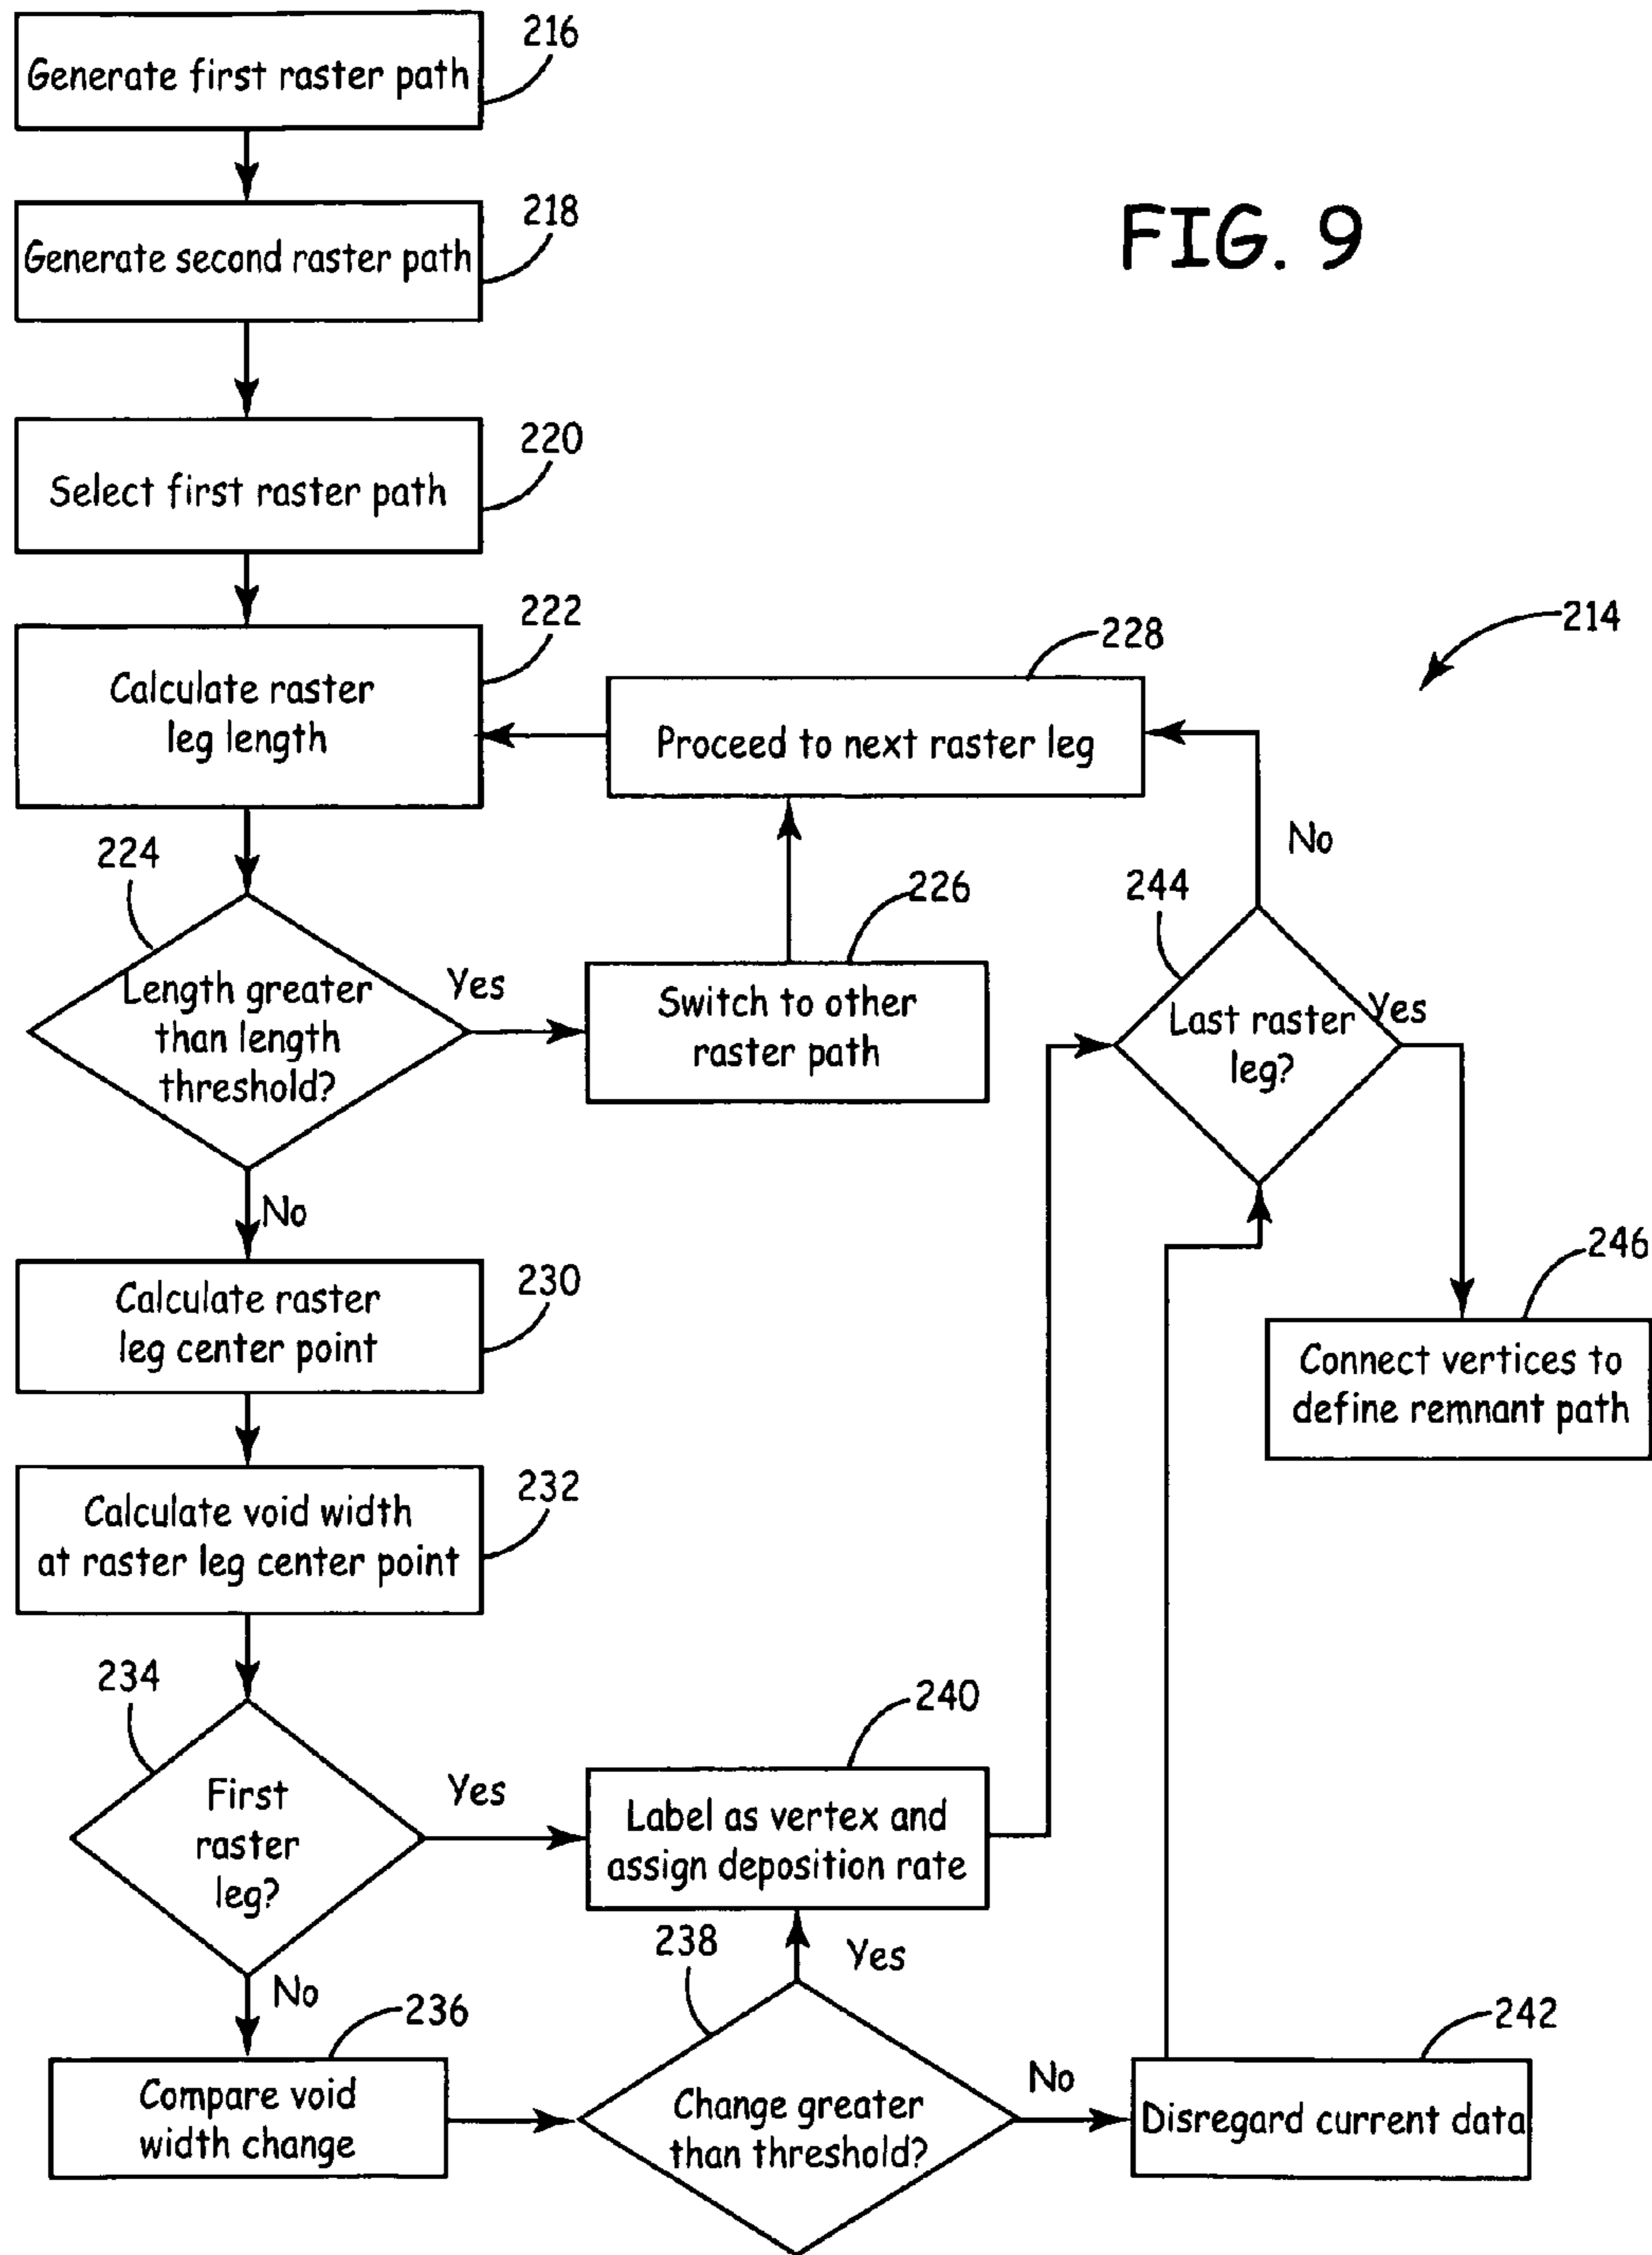 216
Generate first raster path
218
Generate second raster path
FIG. 9
220
Select first raster path
222
Calculate raster
leg length
228
Proceed to next raster leg
214
224
Length greater
than length
threshold?
Yes
226
Switch to other
raster path
No
244
Last raster
leg?
Yes
No
230
Calculate raster
leg center point
246
Connect vertices to
define remnant path
232
Calculate void width
at raster leg center point
234
First
raster
leg?
Yes
240
Label as vertex and
assign deposition rate
No
236
Compare void
width change
238
Yes
Change greater
than threshold?
No
242
Disregard current data